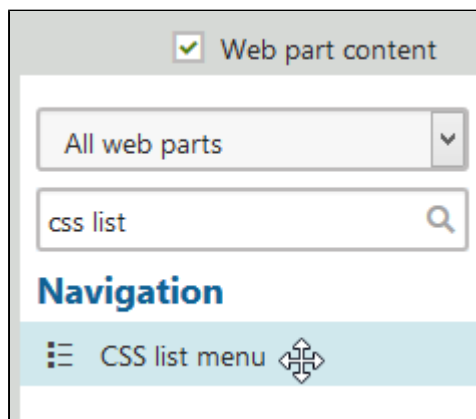 Web part content
All web parts
css list
Navigation
CSS list menu